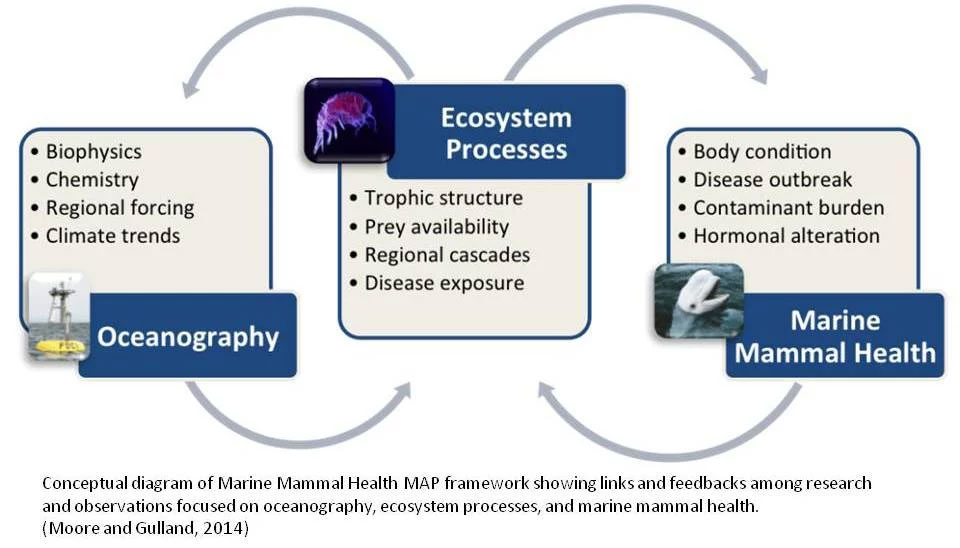 • Biophysics
• Chemistry
• Regional forcing
• Climate trends
Oceanography
Ecosystem
Processes
• Trophic structure
• Prey availability
• Regional cascades
• Disease exposure
• Body condition
• Disease outbreak
• Contaminant burden
• Hormonal alteration
Marine
Mammal Health
Conceptual diagram of Marine Mammal Health MAP framework showing links and feedbacks among research
and observations focused on oceanography, ecosystem processes, and marine mammal health.
(Moore and Gulland, 2014)